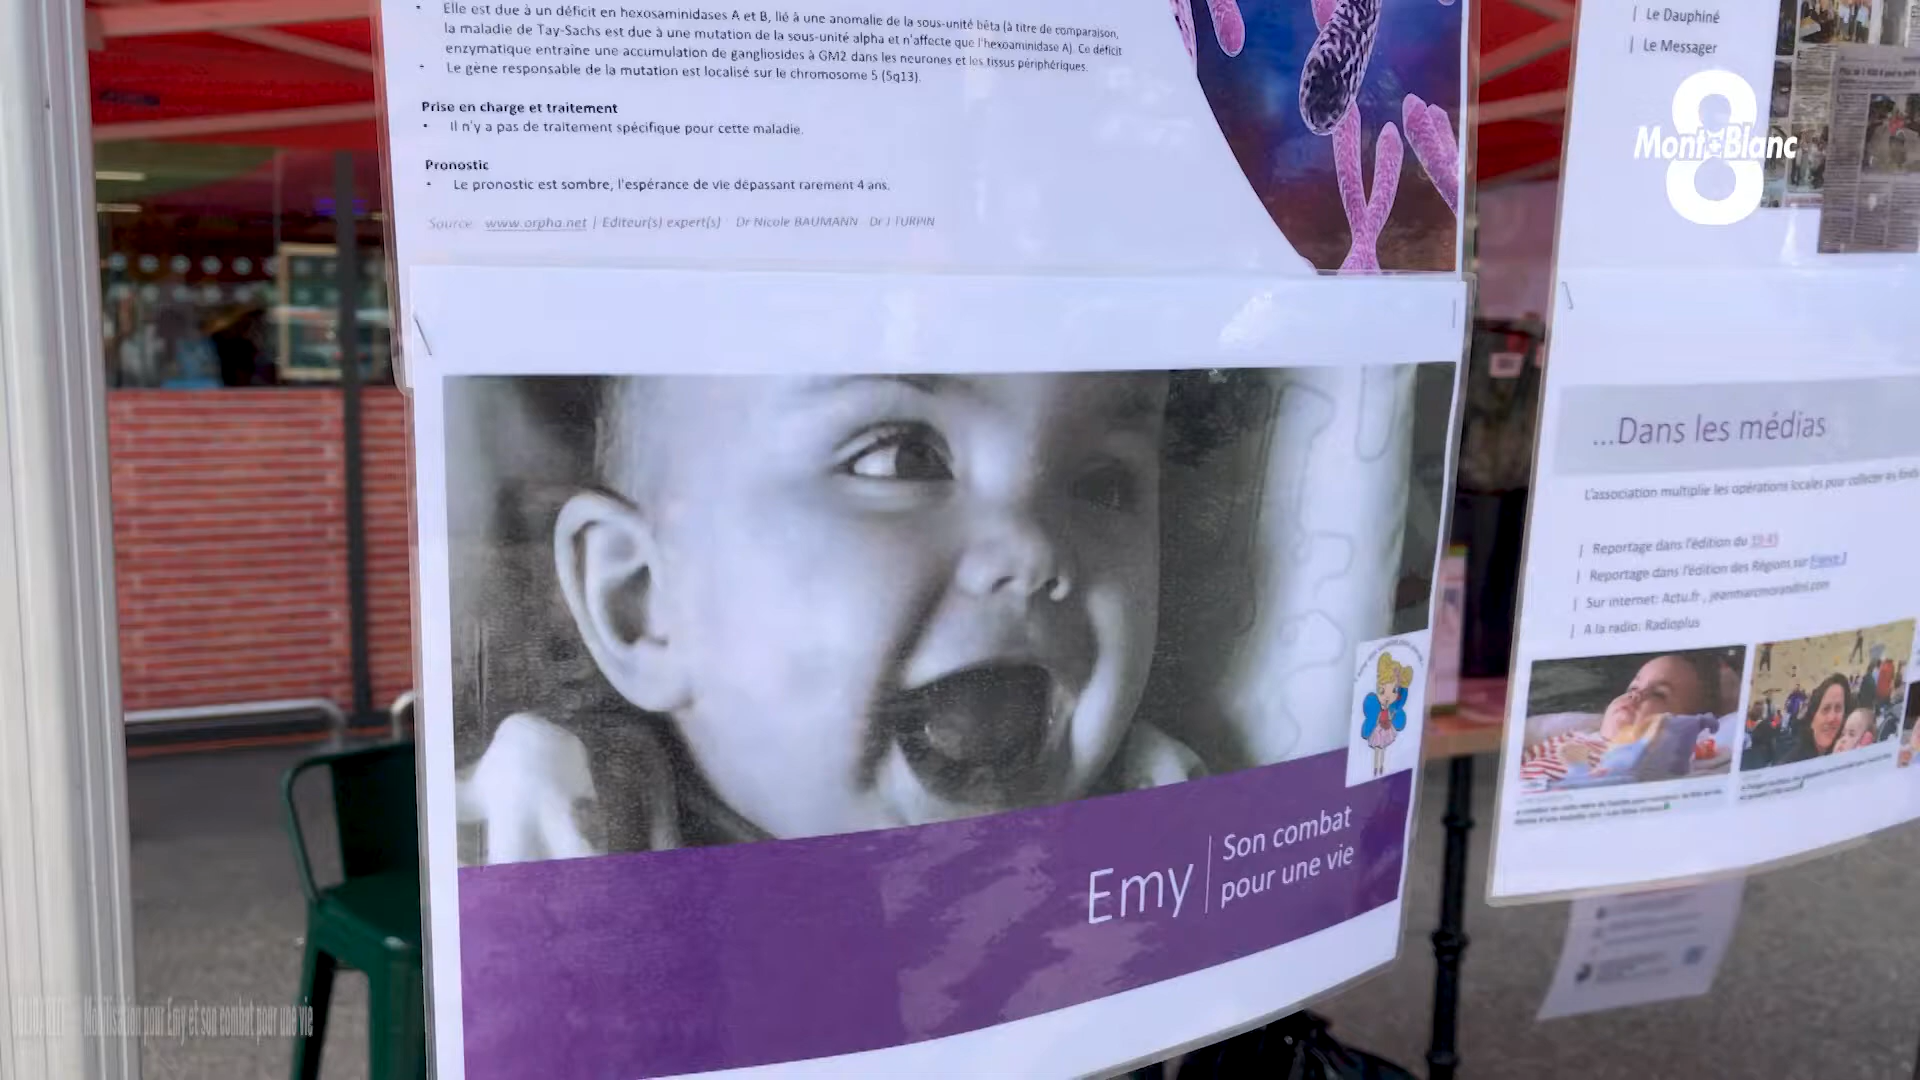 Elle est due à un déficit en hexosaminidases A et B, lié à une anomalie de la sous-unité bêta (à titre de comparaison,
la maladie de Tay-Sachs est due à une mutation de la sous-unité alpha et n'affecte que l'hexoaminidase A). Ce déficit
enzymatique entraine une accumulation de gangliosides à GM2 dans les neurones et les tissus périphériques.
Le gène responsable de la mutation est localisé sur le chromosome 5 (5q13).
Prise en charge et traitement
Il n'y a pas de traitement spécifique pour cette maladie.
Pronostic
Le pronostic est sombre, l'espérance de vie dépassant rarement 4 ans.
Source: www.orpha.net | Editeur(s) expert(s) Dr Nicole BAUMANN Dr J TURPIN
Emy
Son combat
pour une vie
| Le Dauphiné
| Le Messager
8
Mont Blanc
...Dans les médias
L'association multiplie les opérations locales pour collecter des fonds
| Reportage dans l'édition du 19:45
| Reportage dans l'édition des Régions sur France 3
| Sur internet: Actu.fr , jeanmarcmorandini.com
| A la radio: Radioplus
Mobilisation pour Emy et son combat pour une vie